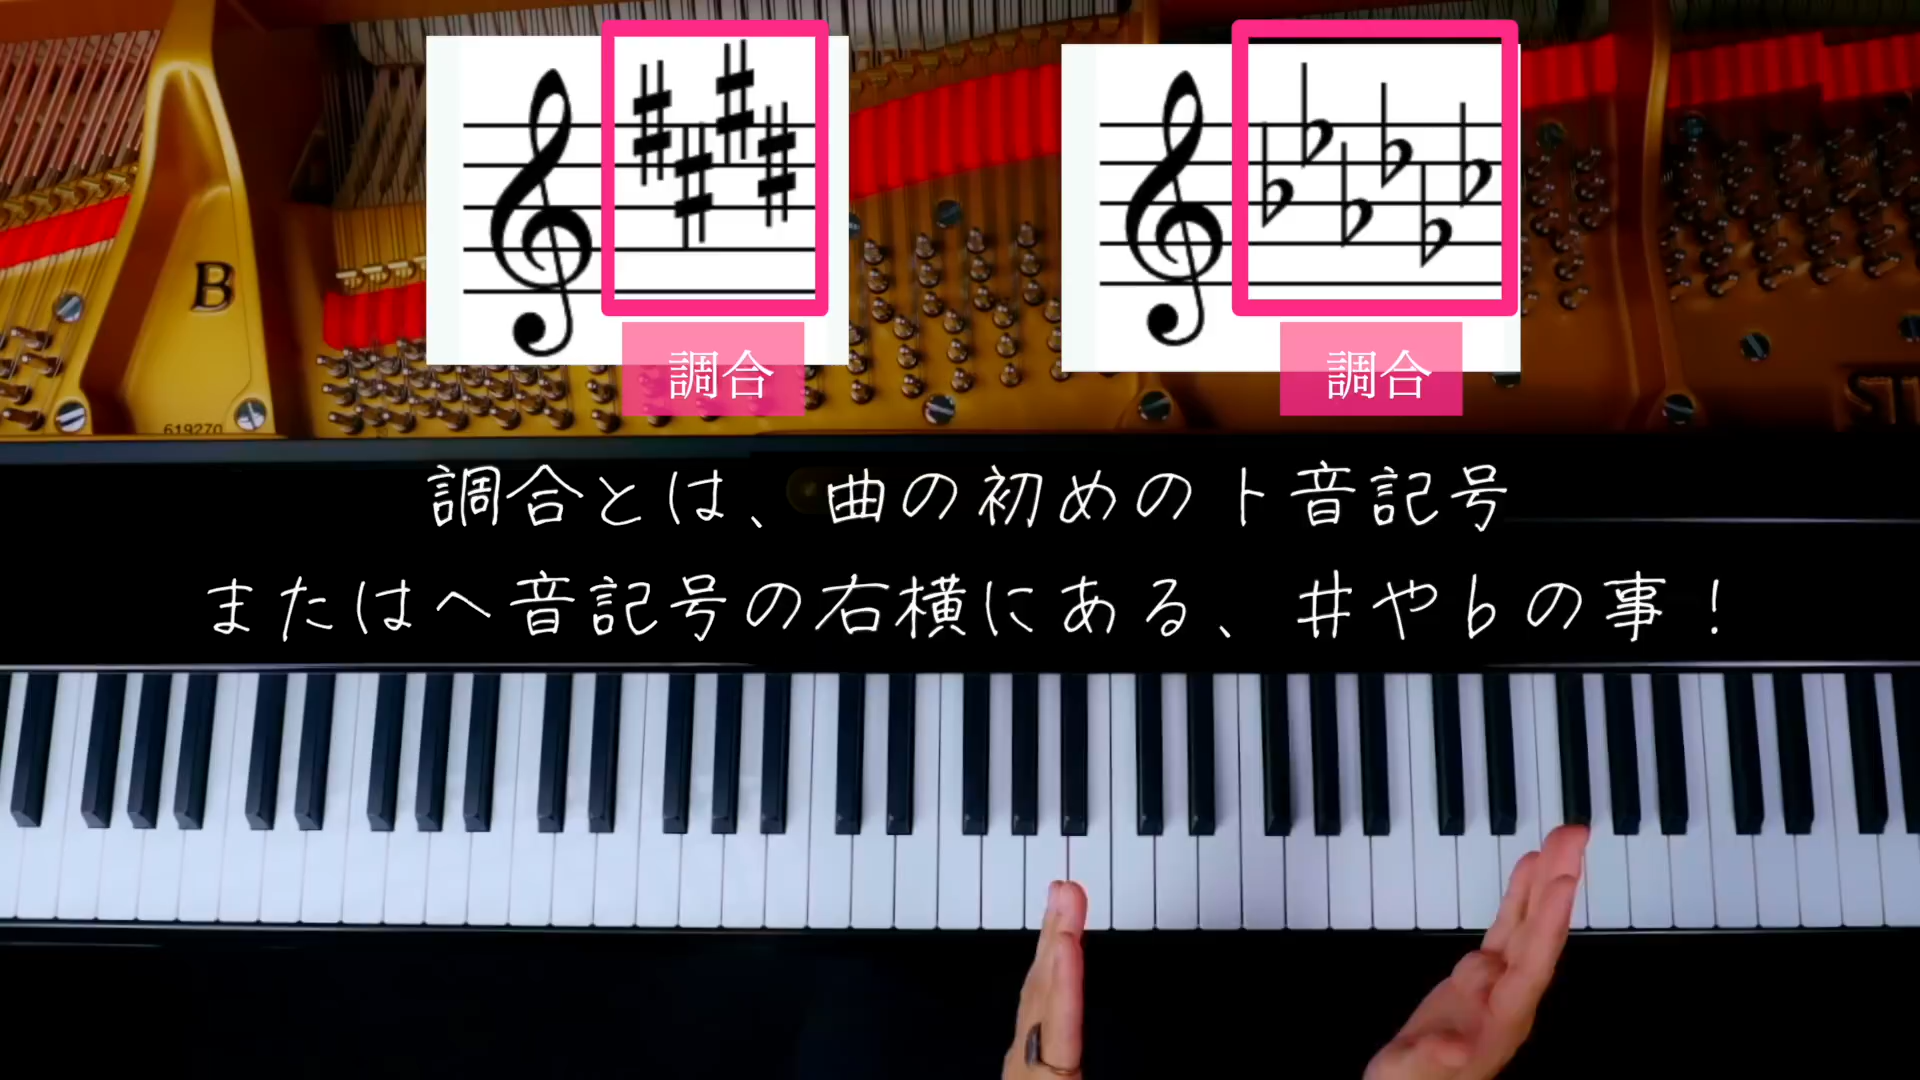 調合
調合
調合とは、曲の初めのト音記号
またはヘ音記号の右横にある、♯や♭の事！
B
619270